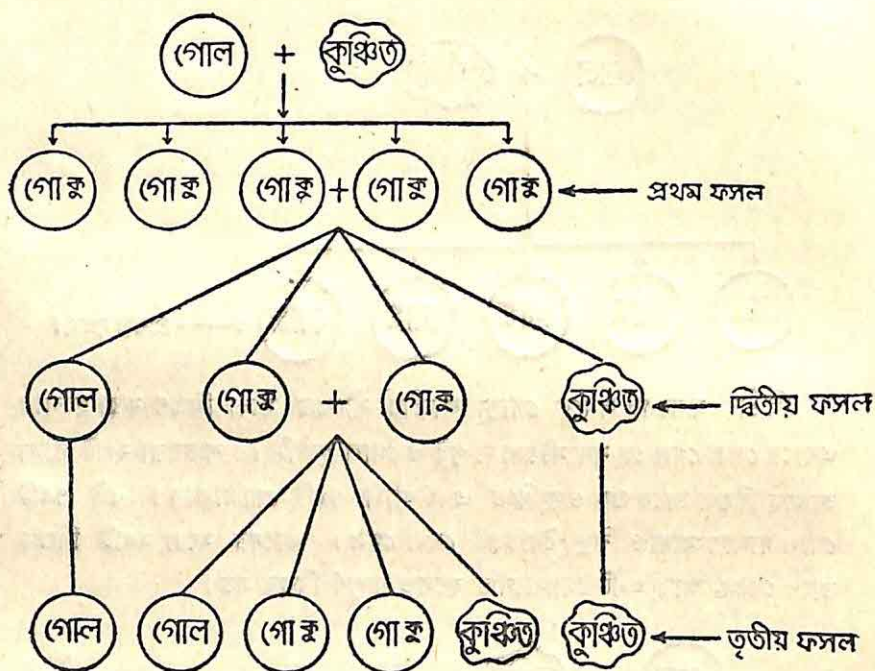 গোল + কুঞ্চিত
গো কু গো কু গো কু + গো কু গো কু ← প্রথম ফসল
গোল গো কু + গো কু কুঞ্চিত ← দ্বিতীয় ফসল
গোল গোল গো কু গো কু কুঞ্চিত কুঞ্চিত ← তৃতীয় ফসল